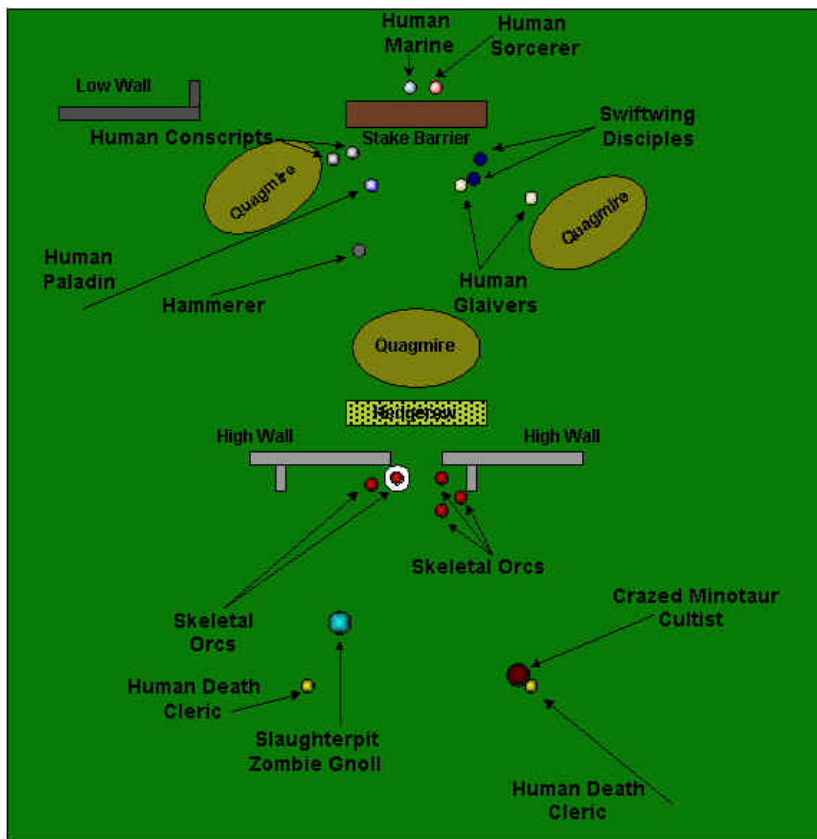 Human
Marine
Human
Sorcerer
Low Wall
Human Conscripts
Stake Barrier
Swiftwing
Disciples
Quagmire
Quagmire
Human
Paladin
Hammerer
Human
Glaivers
Quagmire
Hedgerow
High Wall
High Wall
Skeletal Orcs
Skeletal
Orcs
Crazed Minotaur
Cultist
Human Death
Cleric
Slaughterpit
Zombie Gnoll
Human Death
Cleric